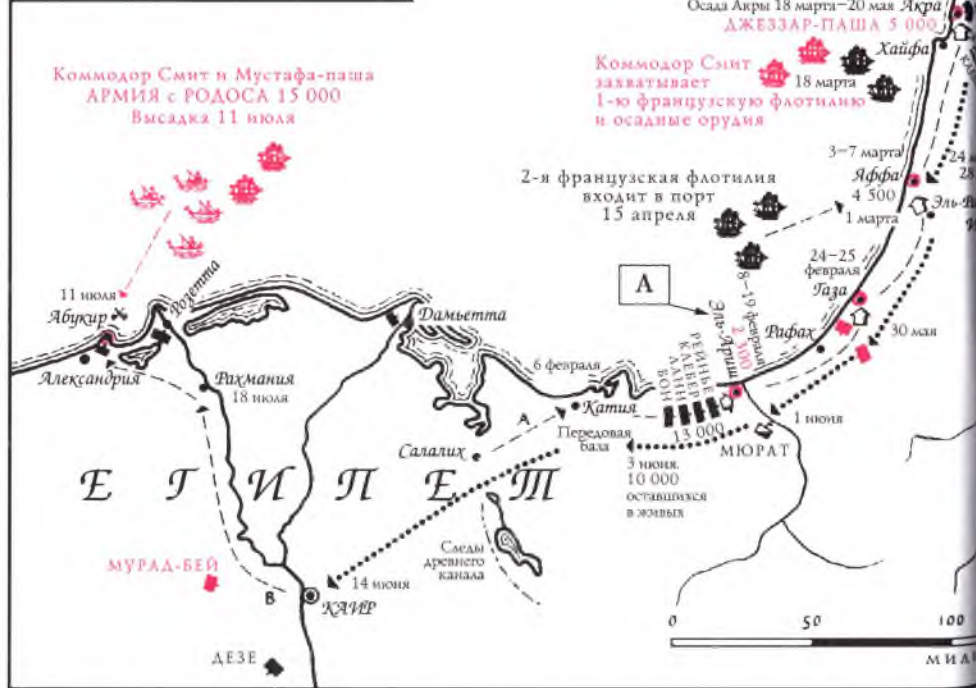 Осада Акры 18 марта–20 мая Акра
ДЖЕЗЗАР-ПАША 5 000
Хайфа
Коммодор Смит и Мустафа-паша
АРМИЯ с РОДОСА 15 000
Высадка 11 июля
Коммодор Смит
захватывает
1-ю французскую флотилию
и осадные орудия
18 марта
3–7 марта
Яффа
4 500
1 марта
2-я французская флотилия
входит в порт
15 апреля
24–25
февраля
Газа
А
8–19 февраля
2 300
Эль-Ариш
Рафах
30 мая
11 июля
Абукир
Розетта
Дамьетта
Александрия
Рахмания
18 июля
6 февраля
Катия
РЕЙНЬЕ
КЛЕБЕР
ЛАНН
БОН
13 000
1 июня
МЮРАТ
А
Салалих
Передовая
база
3 июня.
10 000
оставшихся
в живых
ЕГИПЕТ
Следы
древнего
канала
МУРАД-БЕЙ
14 июня
В
КАИР
ДЕЗЕ
0 50 100